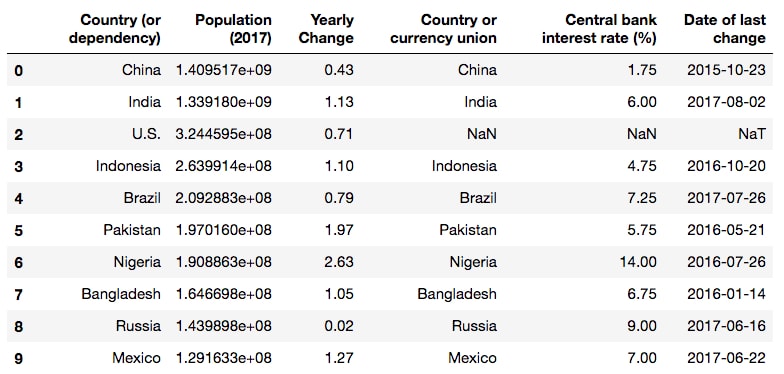 Country (or dependency) Population (2017) Yearly Change Country or currency union Central bank interest rate (%) Date of last change
0 China 1.409517e+09 0.43 China 1.75 2015-10-23
1 India 1.339180e+09 1.13 India 6.00 2017-08-02
2 U.S. 3.244595e+08 0.71 NaN NaN NaT
3 Indonesia 2.639914e+08 1.10 Indonesia 4.75 2016-10-20
4 Brazil 2.092883e+08 0.79 Brazil 7.25 2017-07-26
5 Pakistan 1.970160e+08 1.97 Pakistan 5.75 2016-05-21
6 Nigeria 1.908863e+08 2.63 Nigeria 14.00 2016-07-26
7 Bangladesh 1.646698e+08 1.05 Bangladesh 6.75 2016-01-14
8 Russia 1.439898e+08 0.02 Russia 9.00 2017-06-16
9 Mexico 1.291633e+08 1.27 Mexico 7.00 2017-06-22